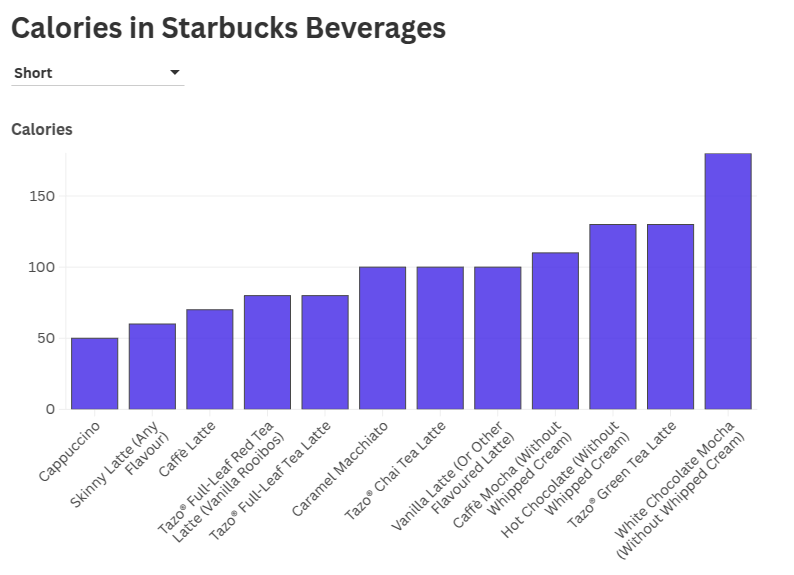 Calories in Starbucks Beverages
Short
Calories
150
100
50
0
Cappuccino
Skinny Latte (Any
Flavour)
Caffè Latte
Tazo® Full-Leaf Red Tea
Latte (Vanilla Rooibos)
Tazo® Full-Leaf Tea Latte
Caramel Macchiato
Tazo® Chai Tea Latte
Vanilla Latte (Or Other
Flavoured Latte)
Caffè Mocha (Without
Whipped Cream)
Hot Chocolate (Without
Whipped Cream)
Tazo® Green Tea Latte
White Chocolate Mocha
(Without Whipped Cream)